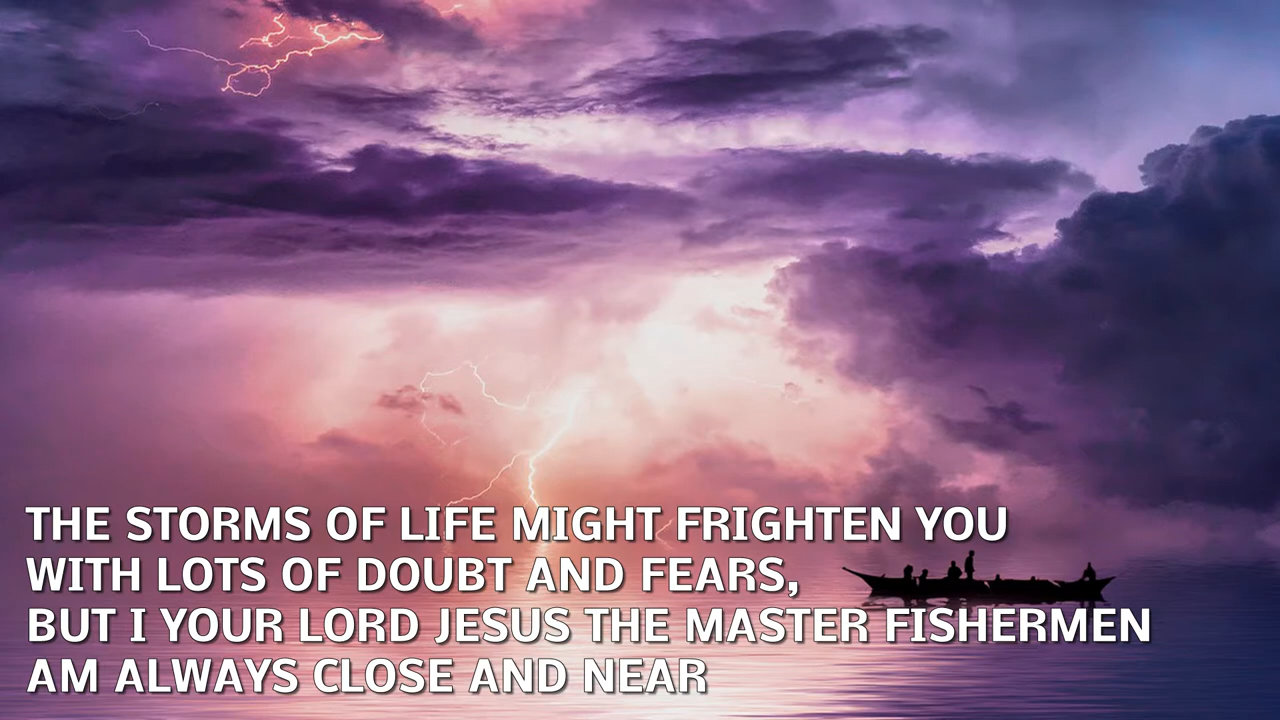 THE STORMS OF LIFE MIGHT FRIGHTEN YOU
WITH LOTS OF DOUBT AND FEARS,
BUT I YOUR LORD JESUS THE MASTER FISHERMEN
AM ALWAYS CLOSE AND NEAR